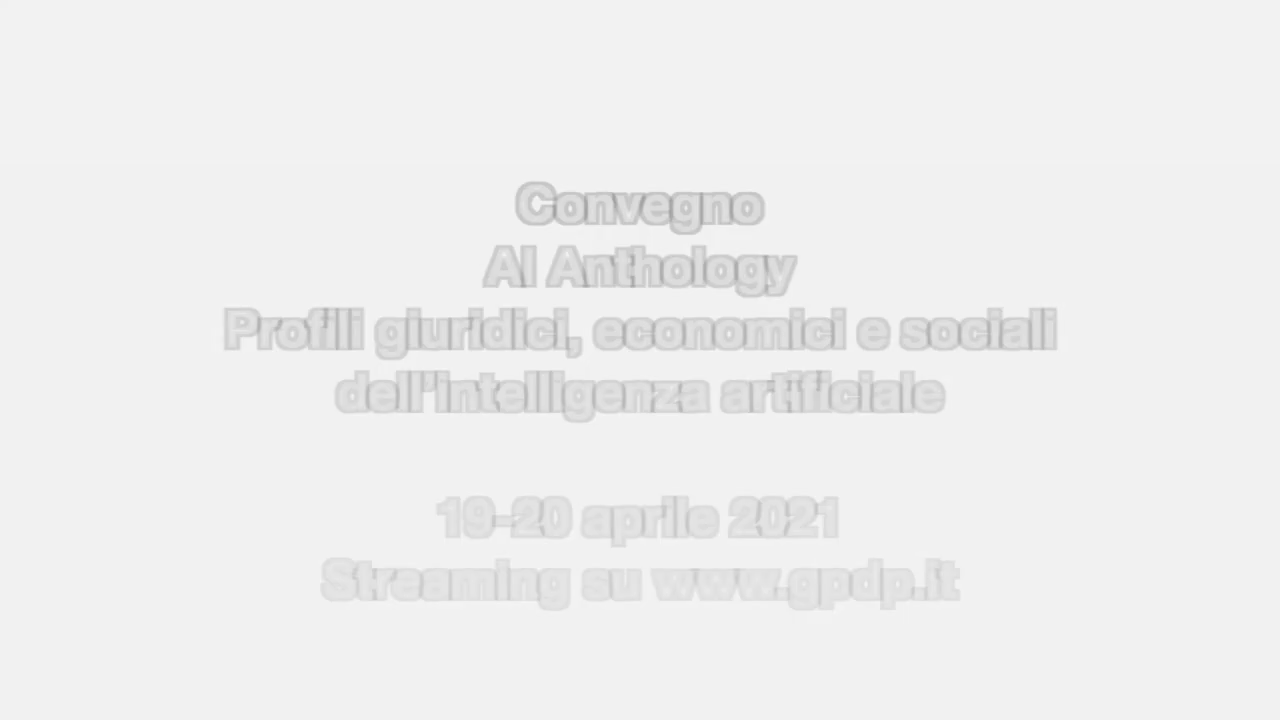 Convegno
AI Anthology
Profili giuridici, economici e sociali
dell'intelligenza artificiale
19-20 aprile 2021
Streaming su www.gpdp.it